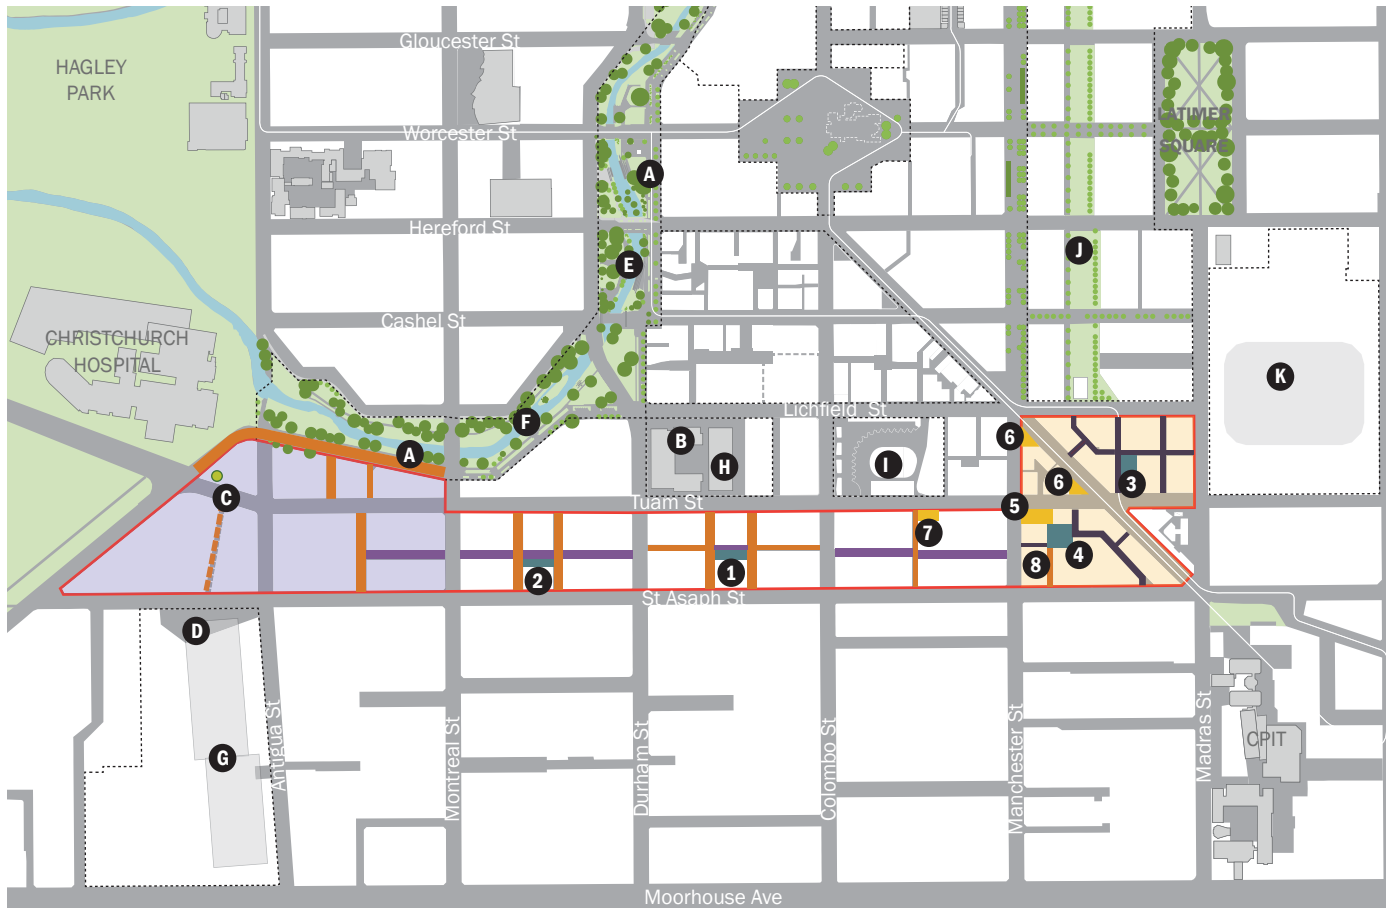 Gloucester St
HAGLEY
PARK
Worcester St
LATIMER
SQUARE
A
Hereford St
J
E
Cashel St
CHRISTCHURCH
HOSPITAL
K
Lichfield St
F
B
6
A
H
I
3
6
C
Tuam St
5
7
4
2
1
8
St Asaph St
D
Antigua St
Montreal St
Durham St
Colombo St
Manchester St
Madras St
CPIT
G
Moorhouse Ave